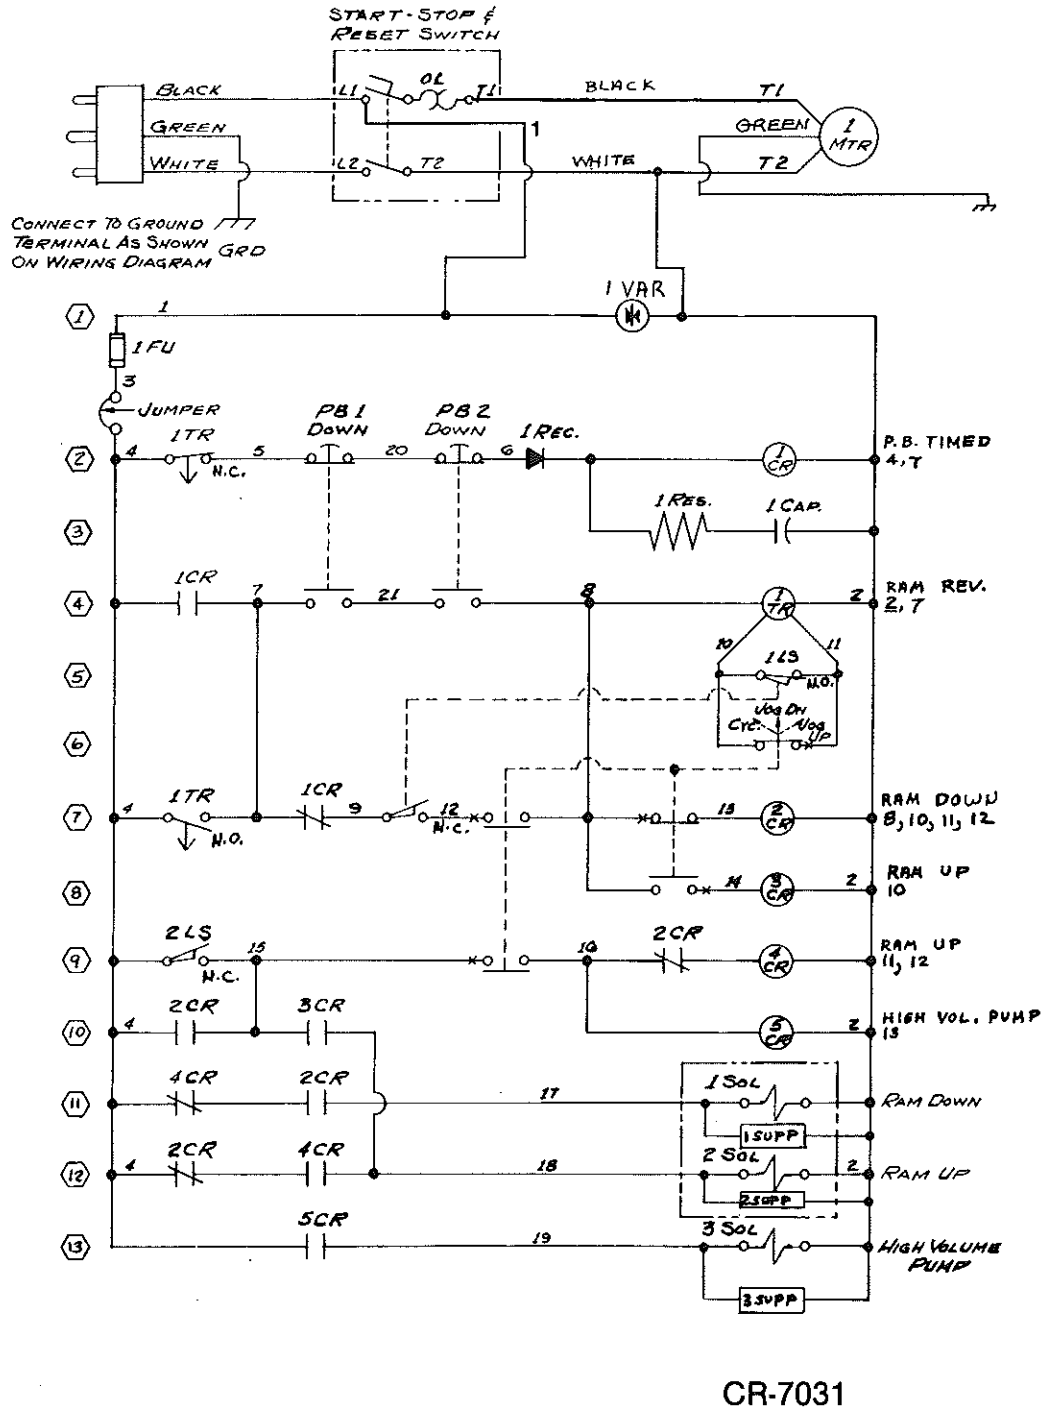 START-STOP &
RESET SWITCH
BLACK L1 OL T1 BLACK T1
GREEN 1 GREEN 1 MTR
WHITE L2 T2 WHITE T2
CONNECT TO GROUND
TERMINAL AS SHOWN
ON WIRING DIAGRAM
GRD
1 VAR
1 1
1 FU
3
JUMPER
PB1 DOWN PB2 DOWN
2 4 1TR N.C. 5 20 6 1 REC. 1 CR P.B. TIMED 4, 7
3 1 RES. 1 CAP.
4 1CR 7 21 8 1 TR 2 RAM REV. 2, 7
10 11
5 1LS N.O.
6 CYC. JOG DN JOG UP
7 4 1TR N.O. 1CR 9 12 N.C. 13 2 CR RAM DOWN 8, 10, 11, 12
8 14 3 CR 2 RAM UP 10
9 2LS N.C. 15 16 2CR 4 CR RAM UP 11, 12
10 4 2CR 3CR 5 CR 2 HIGH VOL. PUMP 13
11 4CR 2CR 17 1 SOL RAM DOWN
1 SUPP
12 4 2CR 4CR 18 2 SOL 2 RAM UP
2 SUPP
13 5CR 19 3 SOL HIGH VOLUME PUMP
3 SUPP
CR-7031